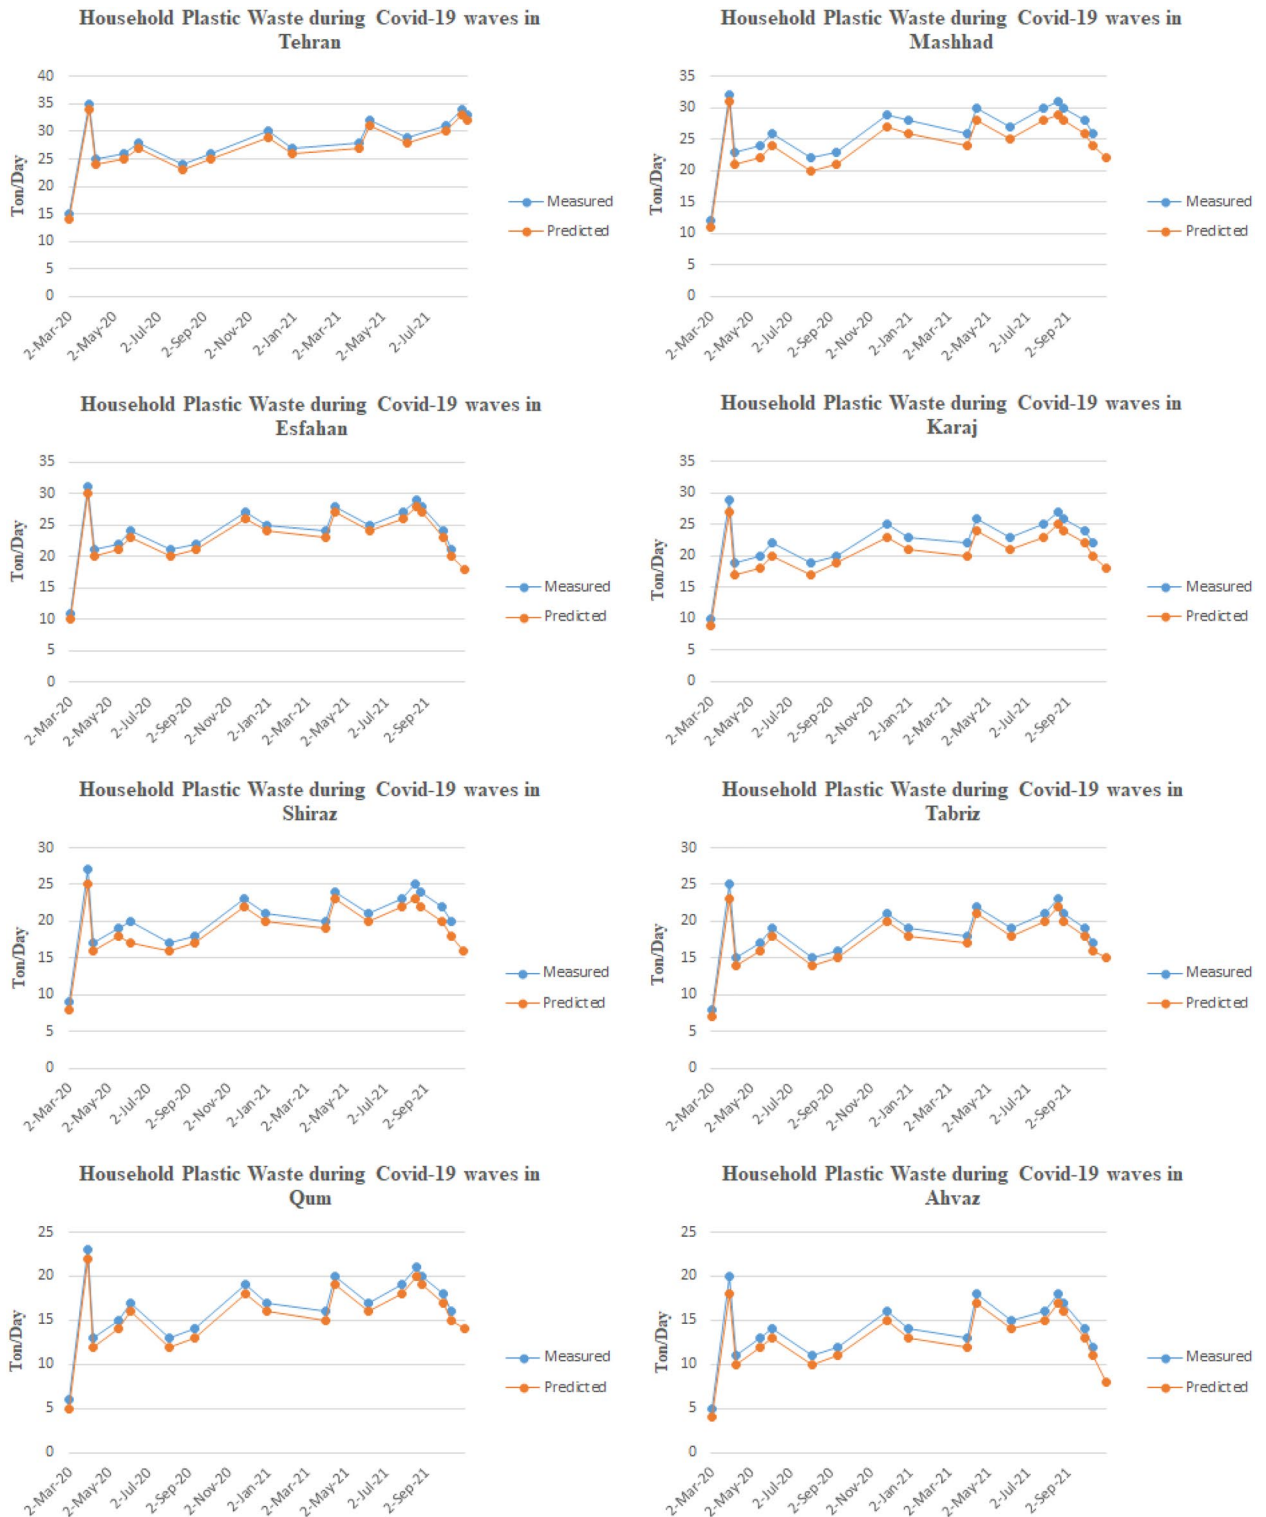 Household Plastic Waste during Covid-19 waves in
Tehran
40
35
30
25
20
15
10
5
0
Ton/Day
2-Mar-20
2-May-20
2-Jul-20
2-Sep-20
2-Nov-20
2-Jan-21
2-Mar-21
2-May-21
2-Jul-21
Measured
Predicted
Household Plastic Waste during Covid-19 waves in
Mashhad
35
30
25
20
15
10
5
0
Ton/Day
2-Mar-20
2-May-20
2-Jul-20
2-Sep-20
2-Nov-20
2-Jan-21
2-Mar-21
2-May-21
2-Jul-21
2-Sep-21
Measured
Predicted
Household Plastic Waste during Covid-19 waves in
Esfahan
35
30
25
20
15
10
5
0
Ton/Day
2-Mar-20
2-May-20
2-Jul-20
2-Sep-20
2-Nov-20
2-Jan-21
2-Mar-21
2-May-21
2-Jul-21
2-Sep-21
Measured
Predicted
Household Plastic Waste during Covid-19 waves in
Karaj
35
30
25
20
15
10
5
0
Ton/Day
2-Mar-20
2-May-20
2-Jul-20
2-Sep-20
2-Nov-20
2-Jan-21
2-Mar-21
2-May-21
2-Jul-21
2-Sep-21
Measured
Predicted
Household Plastic Waste during Covid-19 waves in
Shiraz
30
25
20
15
10
5
0
Ton/Day
2-Mar-20
2-May-20
2-Jul-20
2-Sep-20
2-Nov-20
2-Jan-21
2-Mar-21
2-May-21
2-Jul-21
2-Sep-21
Measured
Predicted
Household Plastic Waste during Covid-19 waves in
Tabriz
30
25
20
15
10
5
0
Ton/Day
2-Mar-20
2-May-20
2-Jul-20
2-Sep-20
2-Nov-20
2-Jan-21
2-Mar-21
2-May-21
2-Jul-21
2-Sep-21
Measured
Predicted
Household Plastic Waste during Covid-19 waves in
Qum
25
20
15
10
5
0
Ton/Day
2-Mar-20
2-May-20
2-Jul-20
2-Sep-20
2-Nov-20
2-Jan-21
2-Mar-21
2-May-21
2-Jul-21
2-Sep-21
Measured
Predicted
Household Plastic Waste during Covid-19 waves in
Ahvaz
25
20
15
10
5
0
Ton/Day
2-Mar-20
2-May-20
2-Jul-20
2-Sep-20
2-Nov-20
2-Jan-21
2-Mar-21
2-May-21
2-Jul-21
2-Sep-21
Measured
Predicted